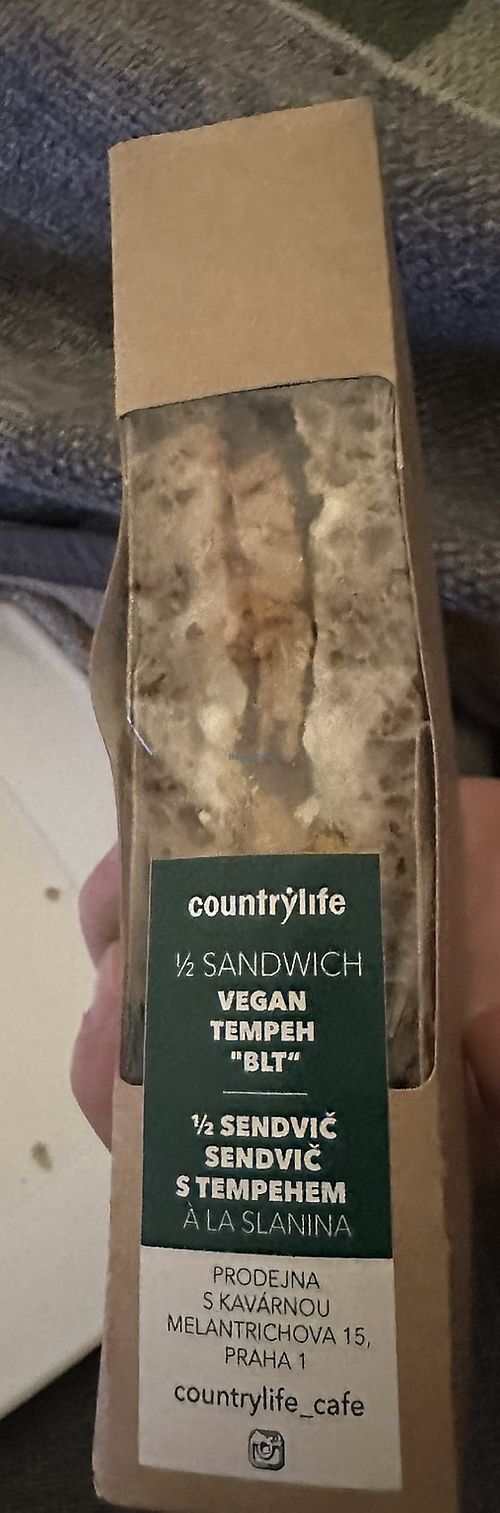 countrylife
½ SANDWICH
VEGAN
TEMPEH
"BLT“
½ SENDVIČ
SENDVIČ
S TEMPEHEM
À LA SLANINA
PRODEJNA
S KAVÁRNOU
MELANTRICHOVA 15,
PRAHA 1
countrylife_cafe